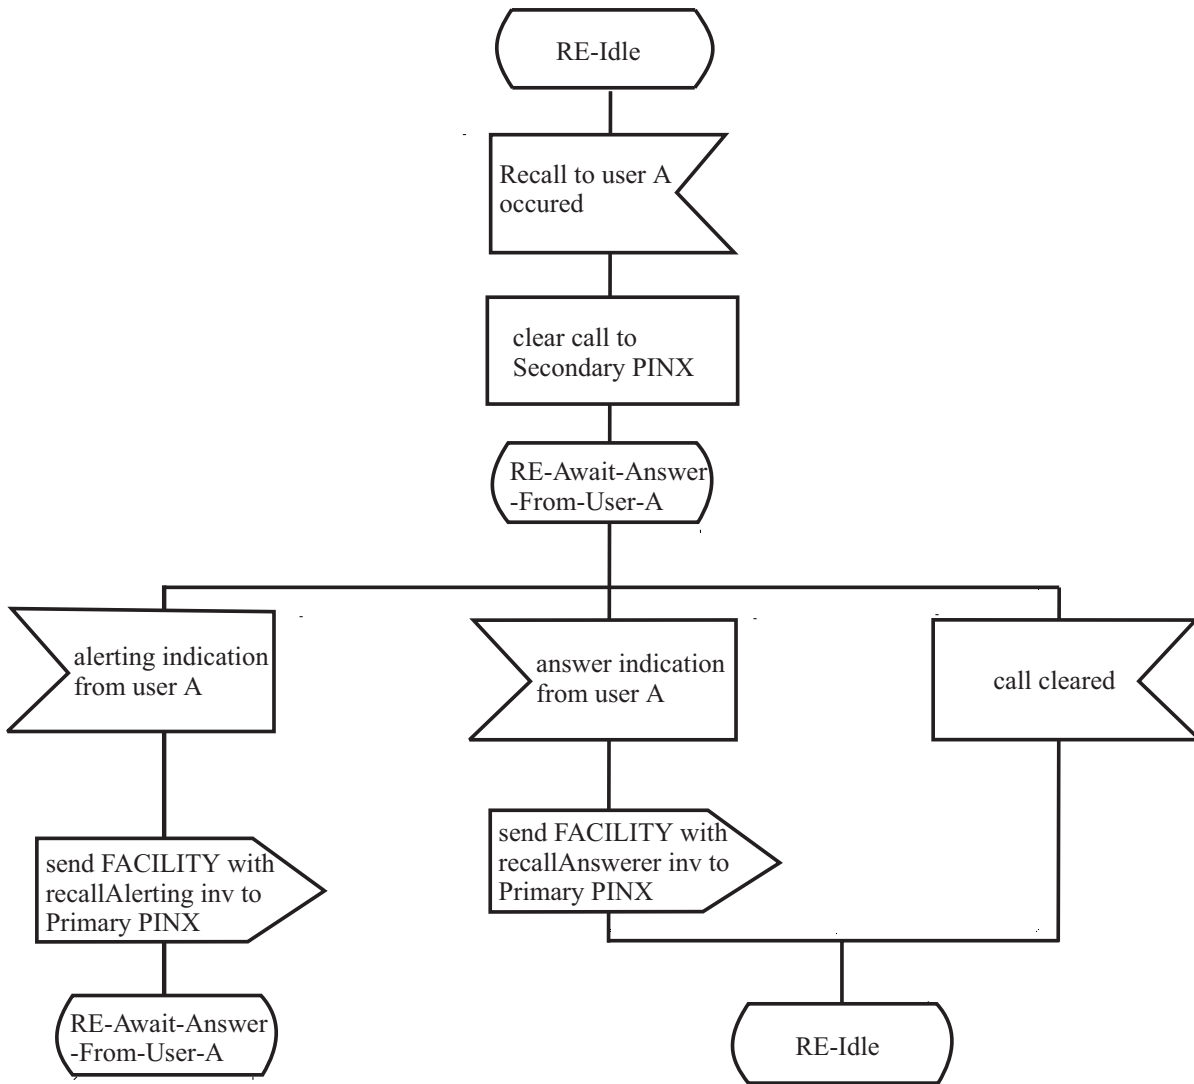 RE-Idle
Recall to user A
occured
clear call to
Secondary PINX
RE-Await-Answer
-From-User-A
alerting indication
from user A
answer indication
from user A
call cleared
send FACILITY with
recallAlerting inv to
Primary PINX
send FACILITY with
recallAnswerer inv to
Primary PINX
RE-Await-Answer
-From-User-A
RE-Idle